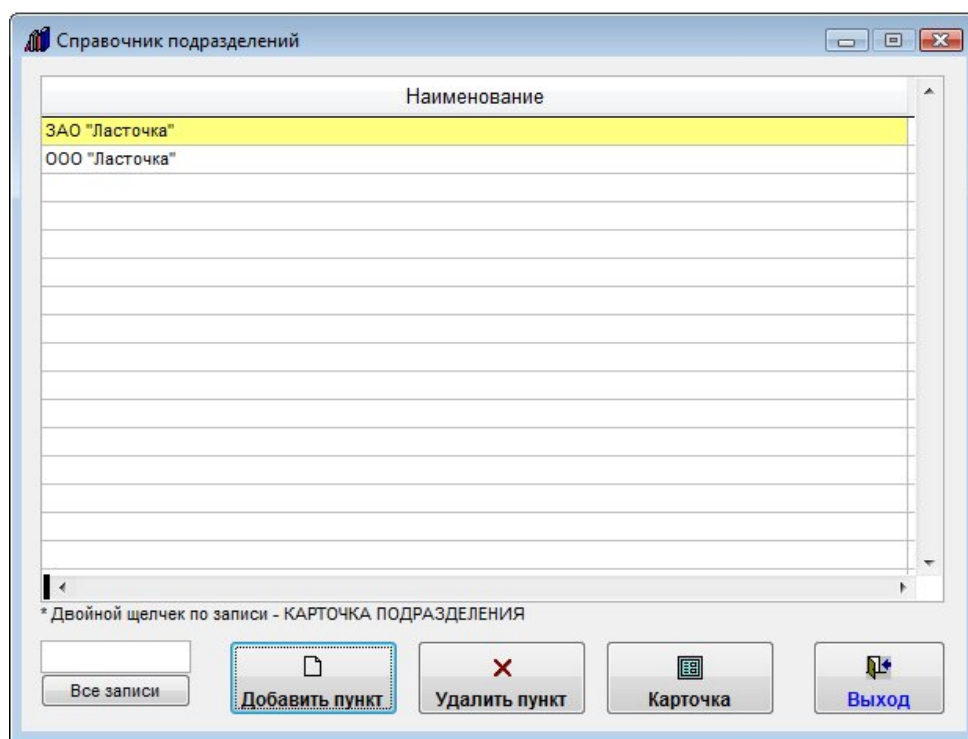 Справочник подразделений
Наименование
ЗАО "Ласточка"
ООО "Ласточка"
* Двойной щелчек по записи - КАРТОЧКА ПОДРАЗДЕЛЕНИЯ
Все записи
Добавить пункт
Удалить пункт
Карточка
Выход